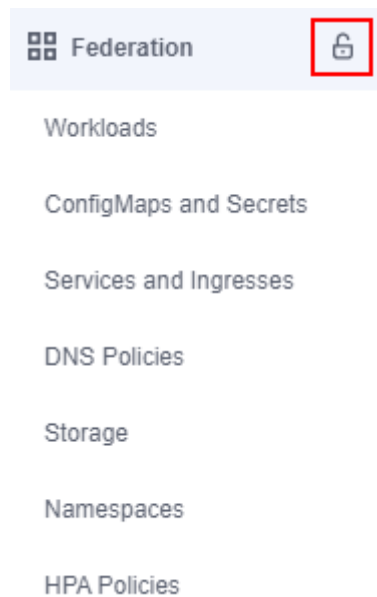 Federation
Workloads
ConfigMaps and Secrets
Services and Ingresses
DNS Policies
Storage
Namespaces
HPA Policies